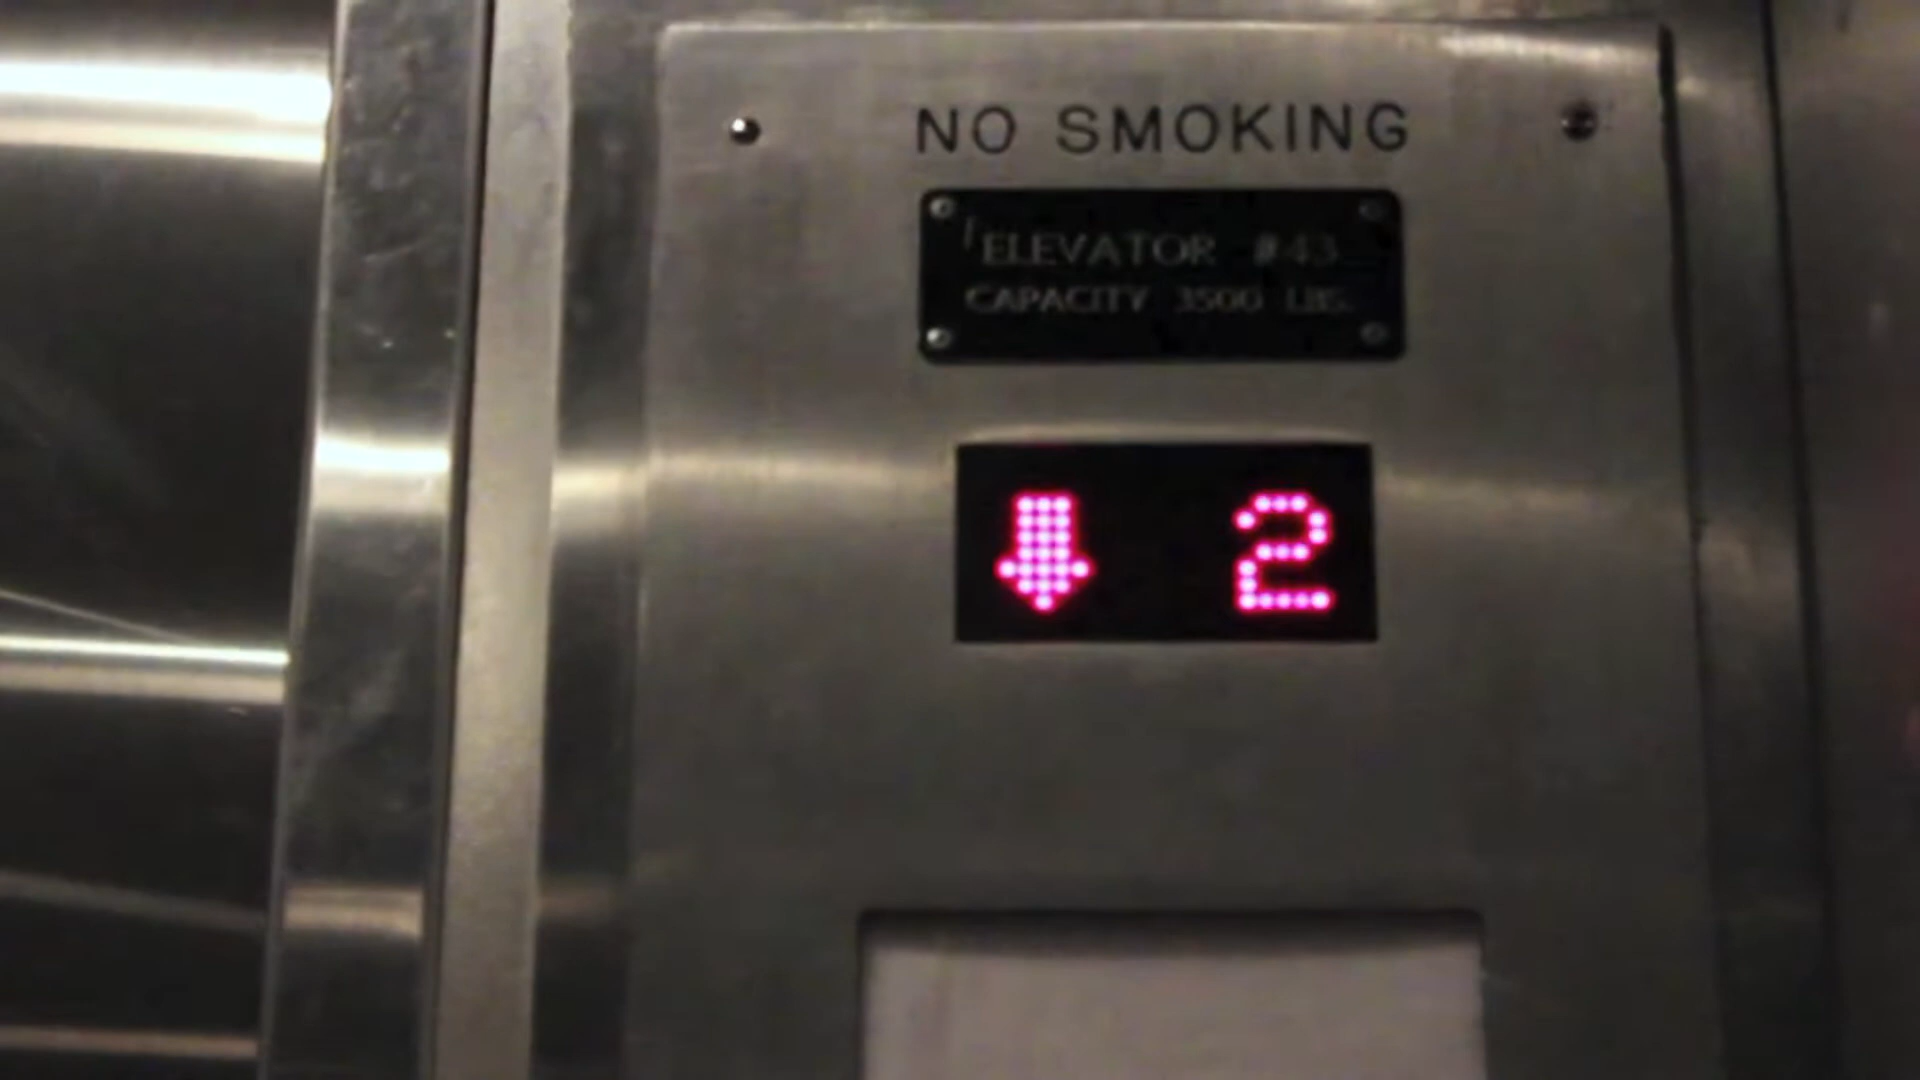 NO SMOKING
ELEVATOR #43
CAPACITY 3500 LBS.
2